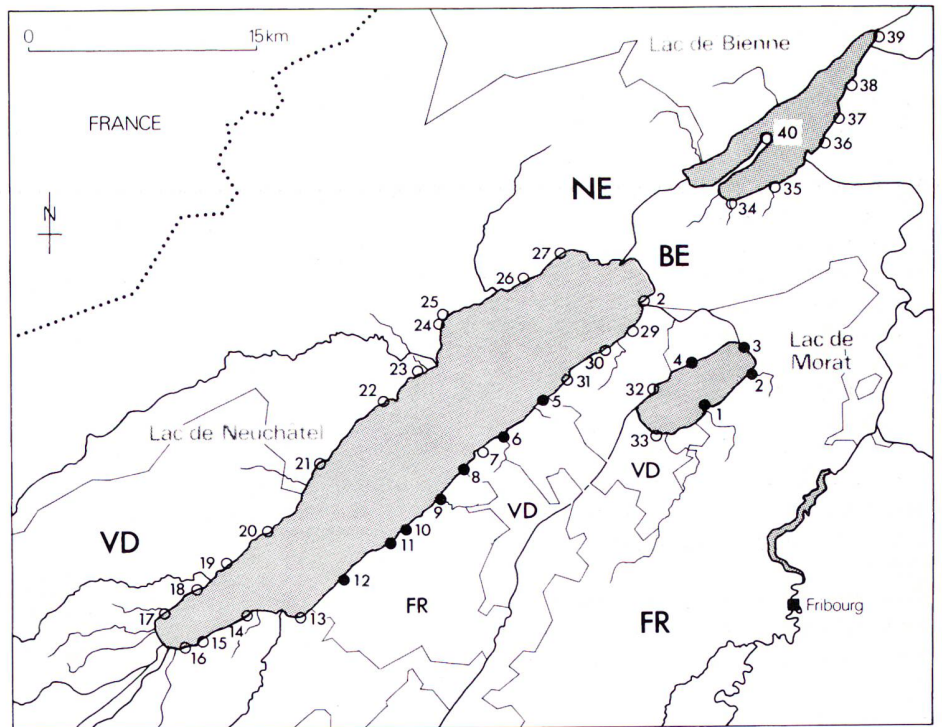 0 15km
Lac de Bienne
39
38
FRANCE
37
40
36
N
NE
35
34
BE
27
26
2
25
24
29
3
Lac de
Morat
30
4
23
31
2
32
22
5
1
Lac de Neuchatel
6
33
7
21
8
VD
VD
9
20
10
VD
11
19
12
18
FR
FR
Fribourg
17
14
13
15
16